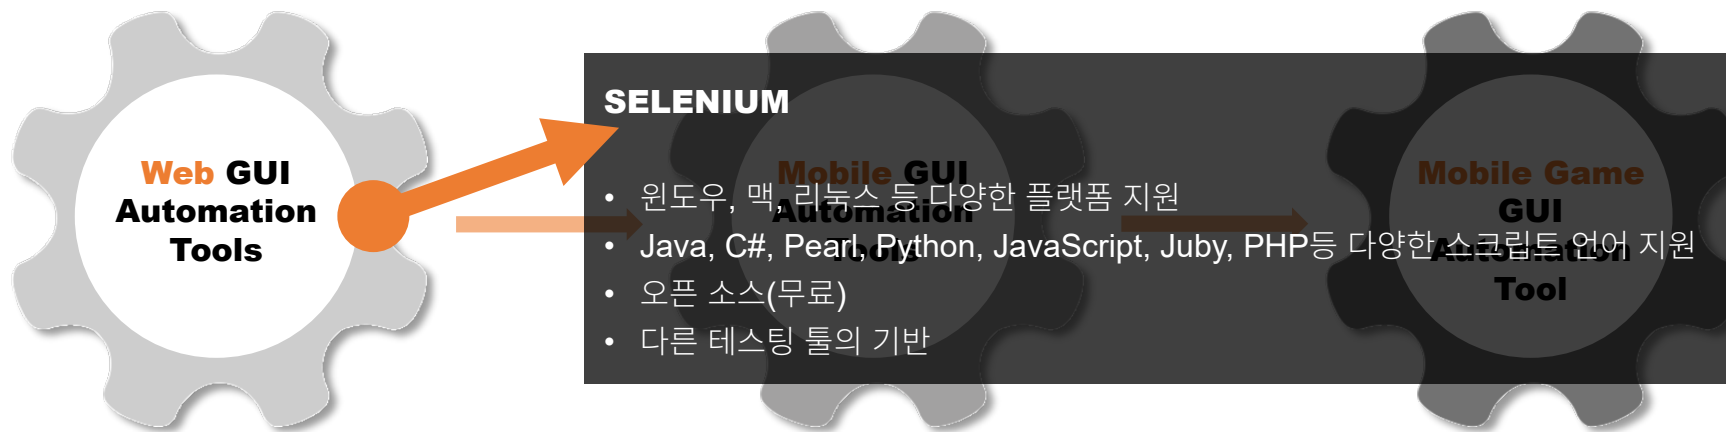 Web GUI
Automation
Tools
SELENIUM
• 윈도우, 맥, 리눅스 등 다양한 플랫폼 지원
• Java, C#, Pearl, Python, JavaScript, Juby, PHP등 다양한 스크립트 언어 지원
• 오픈 소스(무료)
• 다른 테스팅 툴의 기반
Mobile GUI
Automation
Tools
Mobile Game
GUI
Automation
Tool